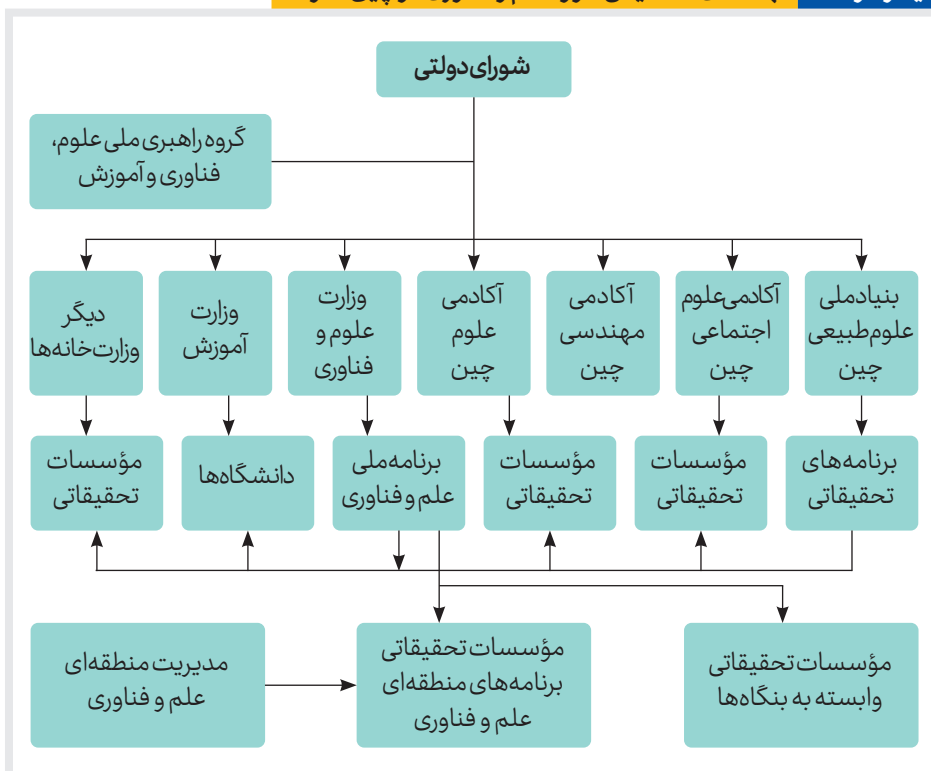 شورای دولتی
گروه راهبری ملی علوم،
فناوری و آموزش
بنیاد ملی
علوم طبیعی
چین
آکادمی علوم
اجتماعی
چین
آکادمی
مهندسی
چین
آکادمی
علوم
چین
وزارت
علوم و
فناوری
وزارت
آموزش
دیگر
وزارت‌خانه‌ها
برنامه‌های
تحقیقاتی
مؤسسات
تحقیقاتی
مؤسسات
تحقیقاتی
برنامه ملی
علم و فناوری
دانشگاه‌ها
مؤسسات
تحقیقاتی
مؤسسات تحقیقاتی
وابسته به بنگاه‌ها
مؤسسات تحقیقاتی
برنامه‌های منطقه‌ای
علم و فناوری
مدیریت منطقه‌ای
علم و فناوری